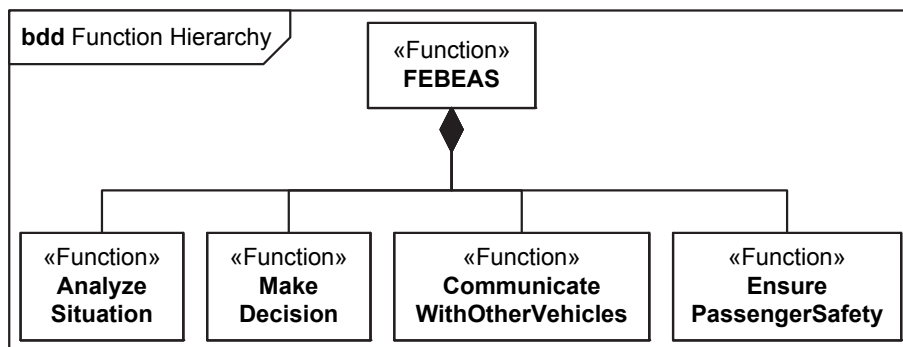 bdd Function Hierarchy
«Function»
FEBEAS
«Function»
Analyze
Situation
«Function»
Make
Decision
«Function»
Communicate
WithOtherVehicles
«Function»
Ensure
PassengerSafety